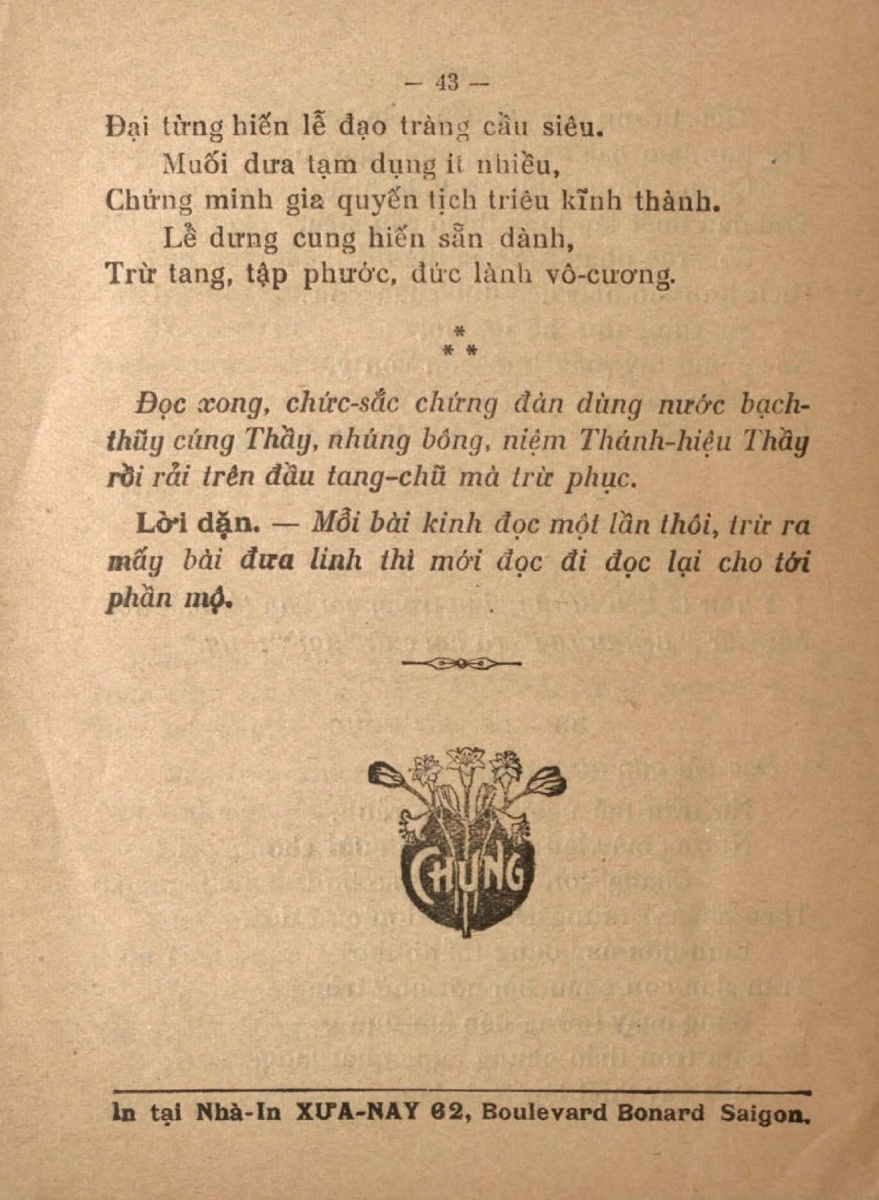 — 43 —
Đại từng hiến lễ đạo tràng cầu siêu.
Muối dưa tạm dụng ít nhiều,
Chứng minh gia quyến tịch triêu kĩnh thành.
Lể dưng cung hiến sẵn dành,
Trừ tang, tập phước, đức lành vô-cương.
*
* *
Đọc xong, chức-sắc chứng đàn dùng nước bạch-
thũy cúng Thầy, nhúng bông, niệm Thánh-hiệu Thầy
rồi rải trên đầu tang-chũ mà trừ phục.
Lời dặn. — Mỗi bài kinh đọc một lần thôi, trừ ra
mấy bài đưa linh thì mới đọc đi đọc lại cho tới
phần mộ.
CHUNG
In tại Nhà-In XƯA-NAY 62, Boulevard Bonard Saigon.